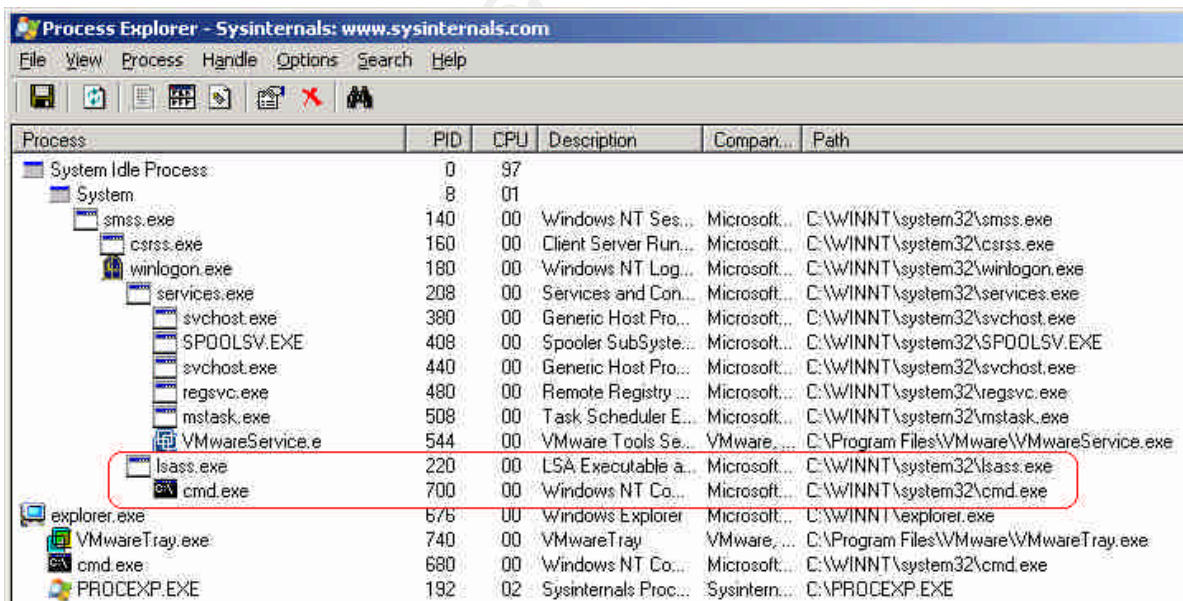 Process Explorer - Sysinternals: www.sysinternals.com
File View Process Handle Options Search Help
Process PID CPU Description Compan... Path
System Idle Process 0 97
System 8 01
smss.exe 140 00 Windows NT Ses... Microsoft... C:\WINNT\system32\smss.exe
csrss.exe 160 00 Client Server Run... Microsoft... C:\WINNT\system32\csrss.exe
winlogon.exe 180 00 Windows NT Log... Microsoft... C:\WINNT\system32\winlogon.exe
services.exe 208 00 Services and Con... Microsoft... C:\WINNT\system32\services.exe
svchost.exe 380 00 Generic Host Pro... Microsoft... C:\WINNT\system32\svchost.exe
SPOOLSV.EXE 408 00 Spooler SubSyste... Microsoft... C:\WINNT\system32\SPOOLSV.EXE
svchost.exe 440 00 Generic Host Pro... Microsoft... C:\WINNT\system32\svchost.exe
regsvc.exe 480 00 Remote Registry ... Microsoft... C:\WINNT\system32\regsvc.exe
mstask.exe 508 00 Task Scheduler E... Microsoft... C:\WINNT\system32\mstask.exe
VMwareService.e 544 00 VMware Tools Se... VMware, ... C:\Program Files\VMware\VMwareService.exe
lsass.exe 220 00 LSA Executable a... Microsoft... C:\WINNT\system32\lsass.exe
cmd.exe 700 00 Windows NT Co... Microsoft... C:\WINNT\system32\cmd.exe
explorer.exe 676 00 Windows Explorer Microsoft... C:\WINNT\explorer.exe
VMwareTray.exe 740 00 VMwareTray VMware, ... C:\Program Files\VMware\VMwareTray.exe
cmd.exe 680 00 Windows NT Co... Microsoft... C:\WINNT\system32\cmd.exe
PROCEXP.EXE 192 02 Sysinternals Proc... Sysintern... C:\PROCEXP.EXE